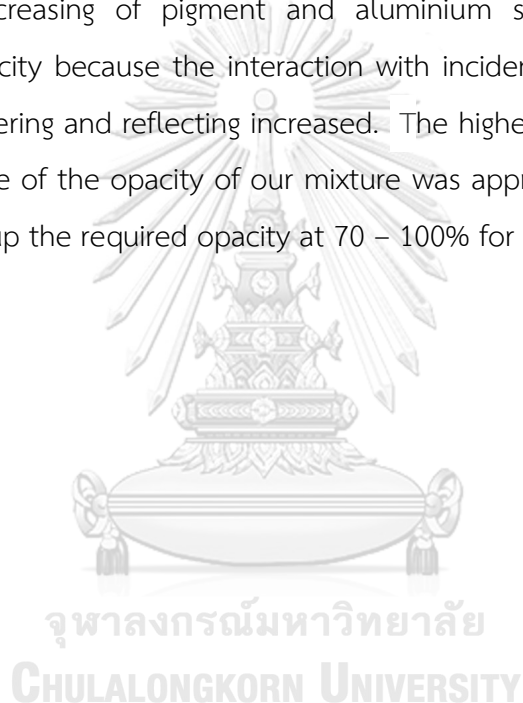 creasing of pigment and aluminium s
city because the interaction with inciden
ering and reflecting increased. The highe
e of the opacity of our mixture was appr
up the required opacity at 70 – 100% for
จุฬาลงกรณ์มหาวิทยาลัย
CHULALONGKORN UNIVERSITY